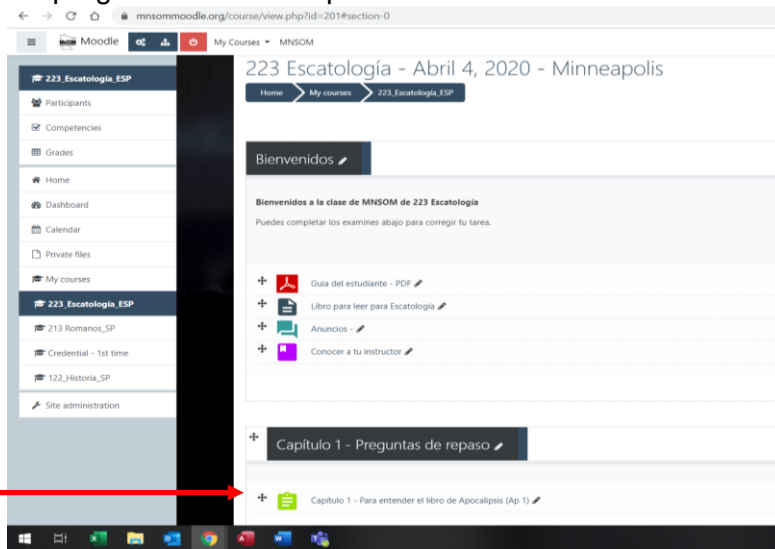 mnsommoodle.org/course/view.php?id=201#section-0
Moodle My Courses MNSOM
223_Escatología_ESP
Participants
Competencies
Grades
Home
Dashboard
Calendar
Private files
My courses
223_Escatología_ESP
213 Romanos_SP
Credential - 1st time
122_Historia_SP
Site administration
223 Escatología - Abril 4, 2020 - Minneapolis
Home My courses 223_Escatología_ESP
Bienvenidos
Bienvenidos a la clase de MNSOM de 223 Escatología
Puedes completar los examines abajo para corregir tu tarea.
Guia del estudiante - PDF
Libro para leer para Escatología
Anuncios -
Conocer a tu instructor
Capítulo 1 - Preguntas de repaso
Capítulo 1 - Para entender el libro de Apocalipsis (Ap 1)